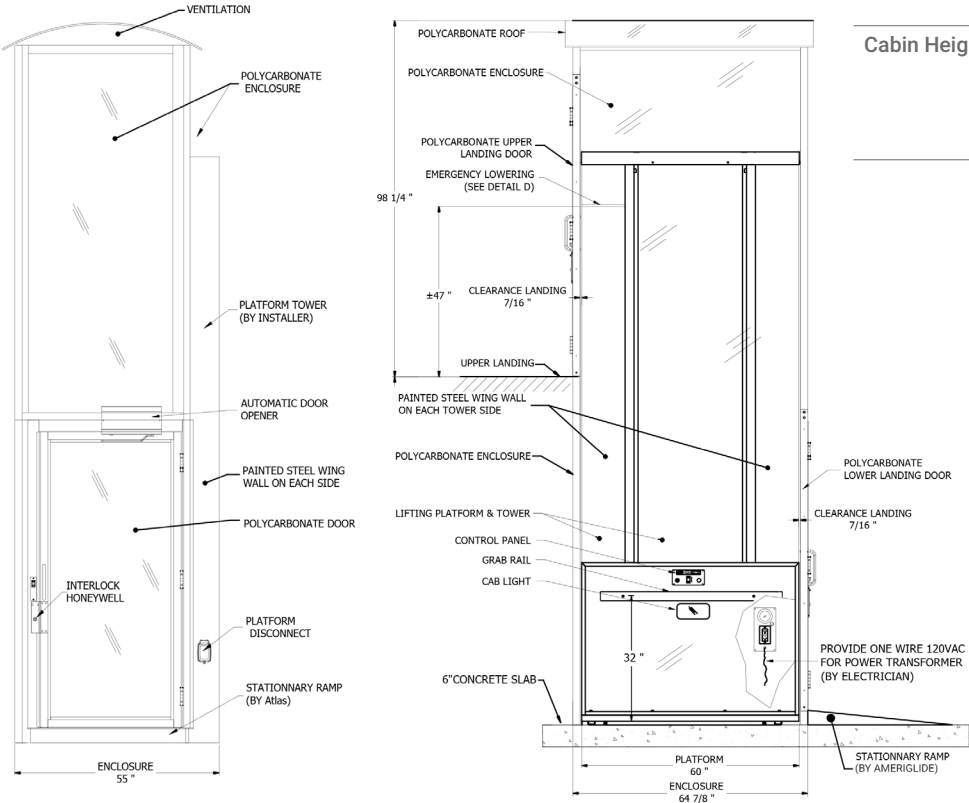 VENTILATION
POLYCARBONATE
ENCLOSURE
PLATFORM TOWER
(BY INSTALLER)
AUTOMATIC DOOR
OPENER
PAINTED STEEL WING
WALL ON EACH SIDE
POLYCARBONATE DOOR
INTERLOCK
HONEYWELL
PLATFORM
DISCONNECT
STATIONNARY RAMP
(BY Atlas)
ENCLOSURE
55 "
POLYCARBONATE ROOF
POLYCARBONATE ENCLOSURE
POLYCARBONATE UPPER
LANDING DOOR
EMERGENCY LOWERING
(SEE DETAIL D)
98 1/4 "
±47 "
CLEARANCE LANDING
7/16 "
UPPER LANDING
PAINTED STEEL WING WALL
ON EACH TOWER SIDE
POLYCARBONATE ENCLOSURE
LIFTING PLATFORM & TOWER
CONTROL PANEL
GRAB RAIL
CAB LIGHT
32 "
6"CONCRETE SLAB
PLATFORM
60 "
ENCLOSURE
64 7/8 "
Cabin Heig
POLYCARBONATE
LOWER LANDING DOOR
CLEARANCE LANDING
7/16 "
PROVIDE ONE WIRE 120VAC
FOR POWER TRANSFORMER
(BY ELECTRICIAN)
STATIONNARY RAMP
(BY AMERIGLIDE)